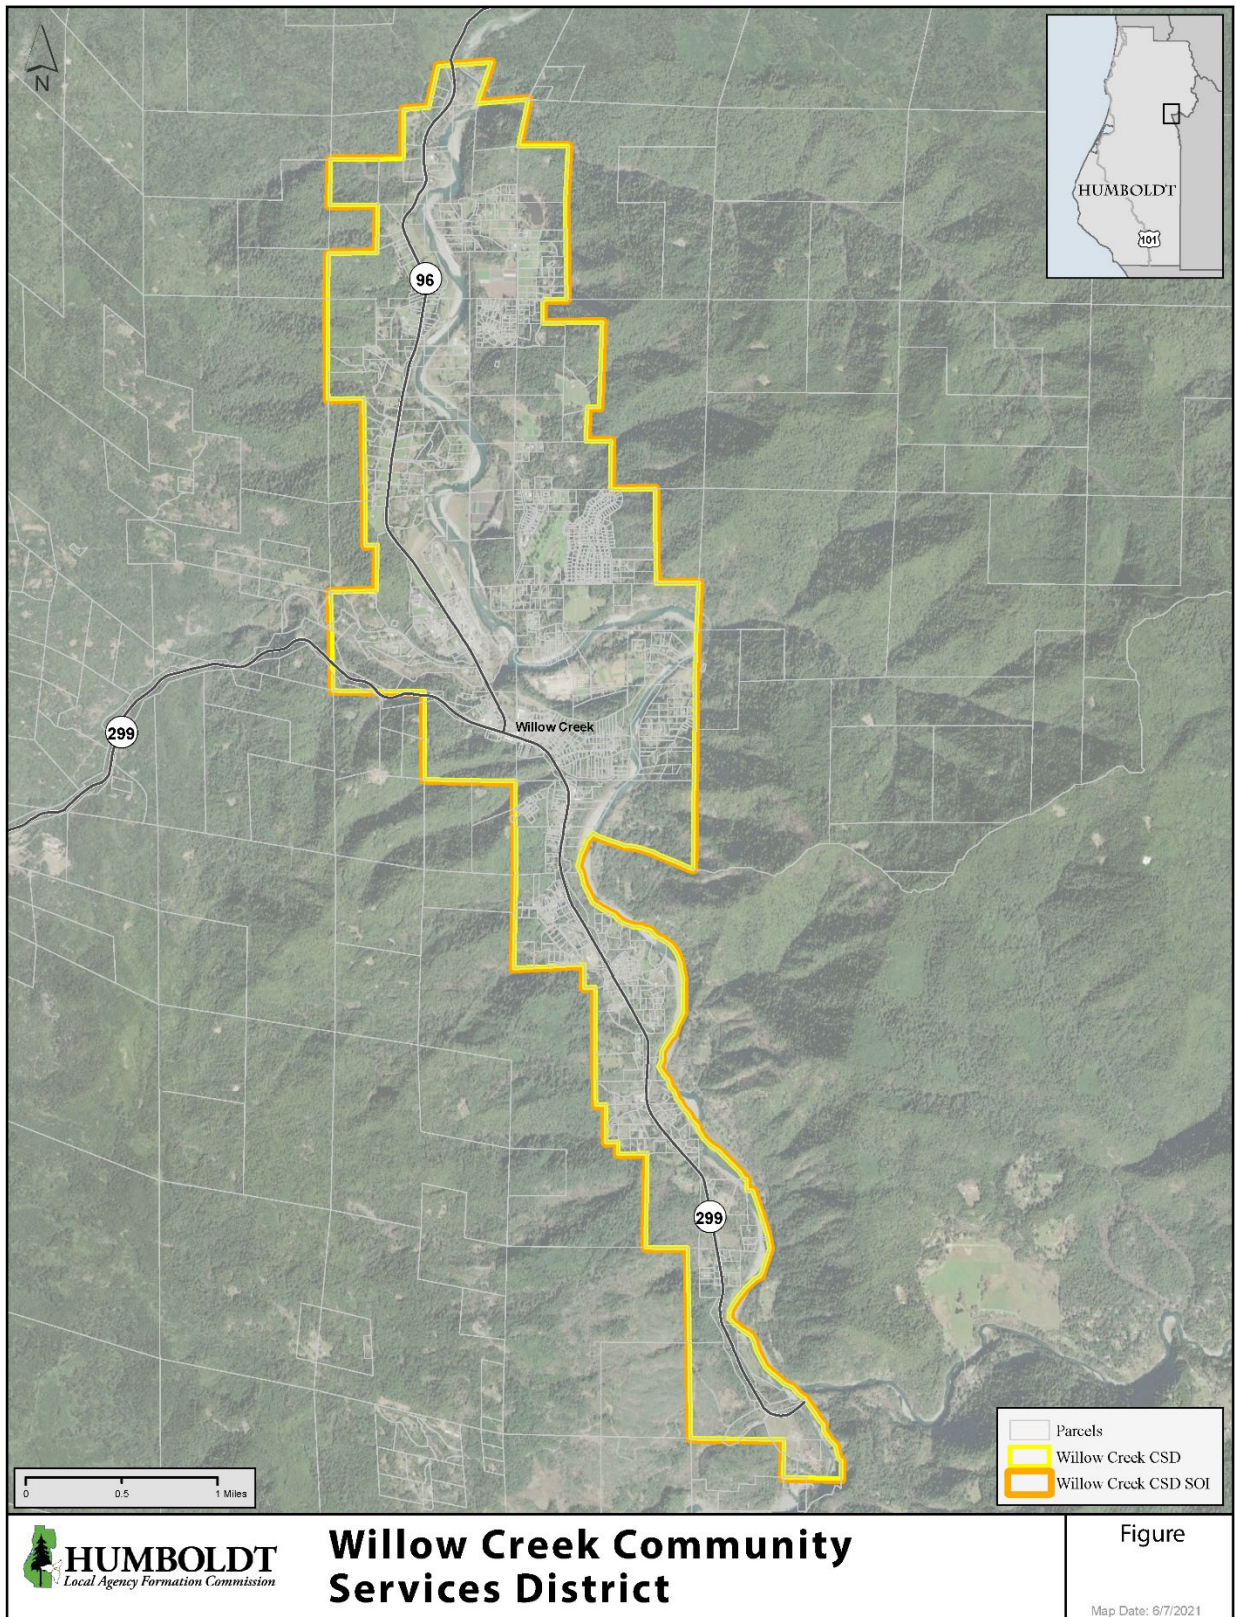 N
HUMBOLDT
101
96
299
Willow Creek
299
Parcels
Willow Creek CSD
Willow Creek CSD SOI
0 0.5 1 Miles
HUMBOLDT
Local Agency Formation Commission
Willow Creek Community
Services District
Figure
Map Date: 6/7/2021